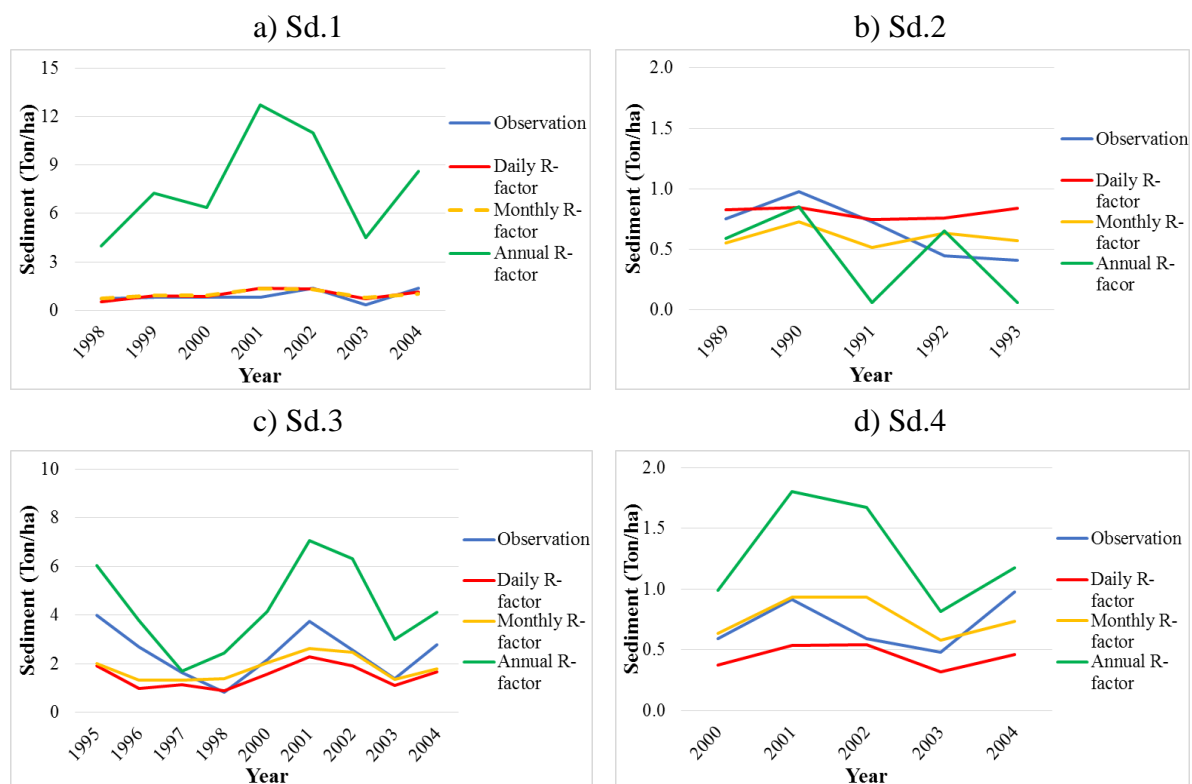 a) Sd.1
Sediment (Ton/ha)
15
12
9
6
3
0
1998
1999
2000
2001
2002
2003
2004
Year
Observation
Daily R-
factor
Monthly R-
factor
Annual R-
factor
b) Sd.2
Sediment (Ton/ha)
2.0
1.5
1.0
0.5
0.0
1989
1990
1991
1992
1993
Year
Observation
Daily R-
factor
Monthly R-
factor
Annual R-
facor
c) Sd.3
Sediment (Ton/ha)
10
8
6
4
2
0
1995
1996
1997
1998
2000
2001
2002
2003
2004
Year
Observation
Daily R-
factor
Monthly R-
factor
Annual R-
factor
d) Sd.4
Sediment (Ton/ha)
2.0
1.5
1.0
0.5
0.0
2000
2001
2002
2003
2004
Year
Observation
Daily R-
factor
Monthly R-
factor
Annual R-
factor